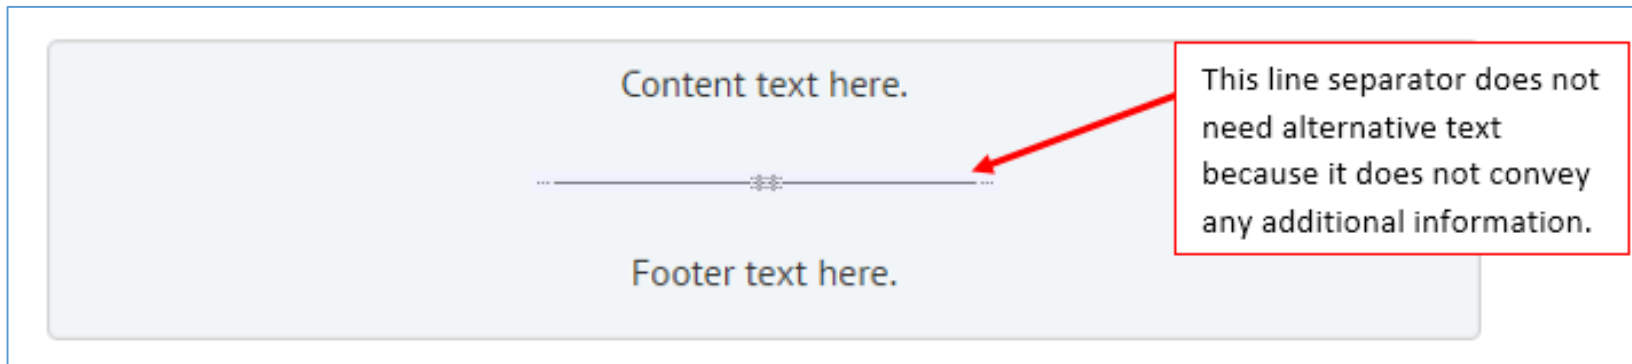 Content text here.
This line separator does not
need alternative text
because it does not convey
any additional information.
Footer text here.